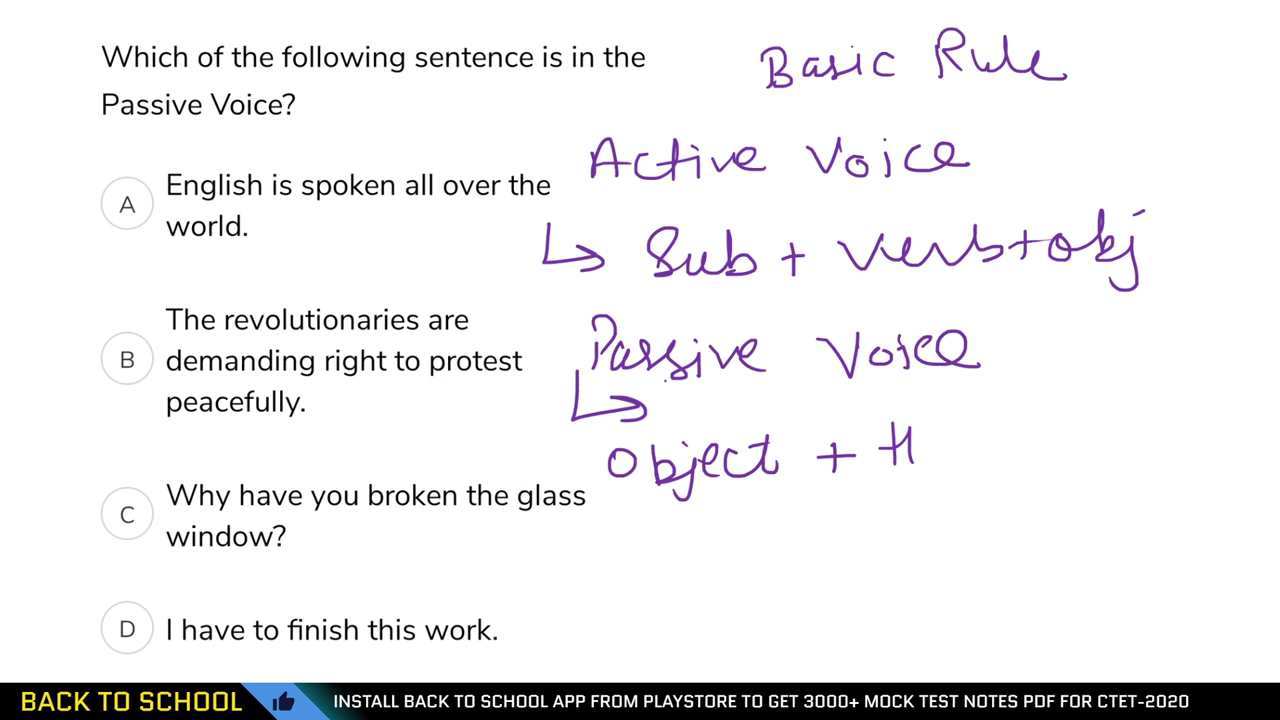 Which of the following sentence is in the
Passive Voice?
A
English is spoken all over the
world.
B
The revolutionaries are
demanding right to protest
peacefully.
C
Why have you broken the glass
window?
D
I have to finish this work.
Basic Rule
Active Voice
↳ Sub + verb+obj
Passive Voice
↳
Object + H
BACK TO SCHOOL
INSTALL BACK TO SCHOOL APP FROM PLAYSTORE TO GET 3000+ MOCK TEST NOTES PDF FOR CTET-2020